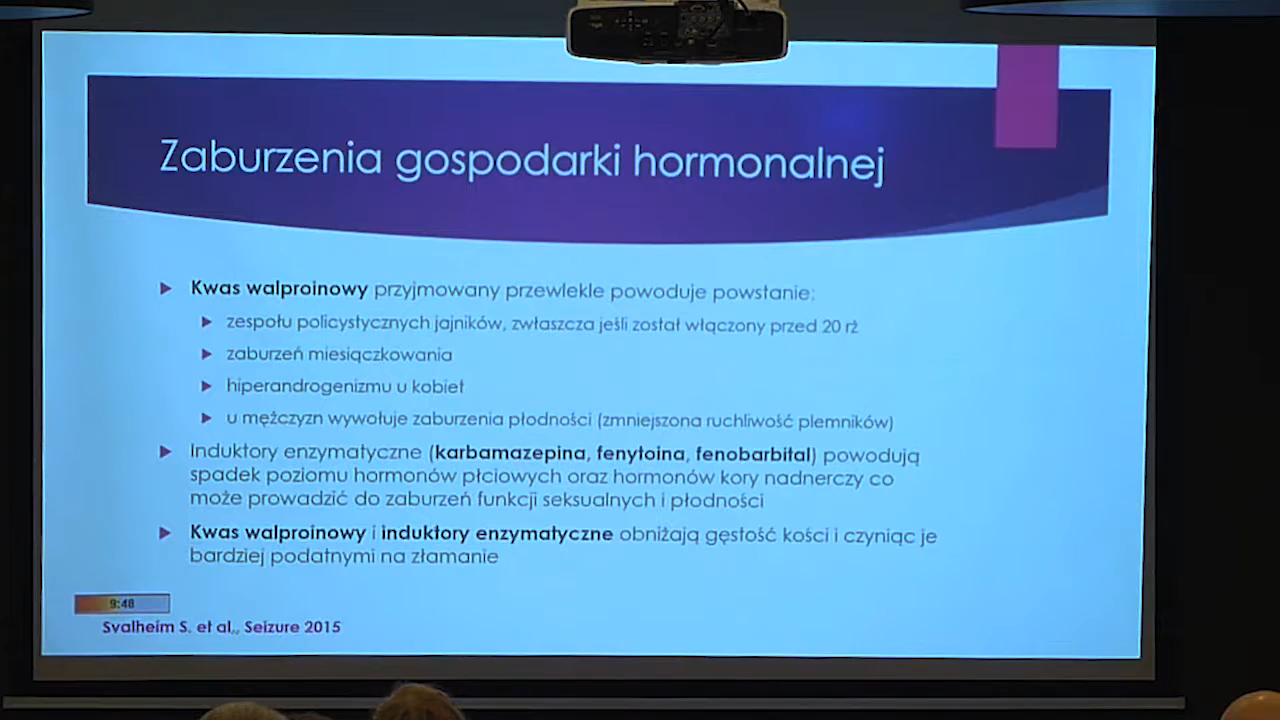 Zaburzenia gospodarki hormonalnej
Kwas walproinowy przyjmowany przewlekle powoduje powstanie:
zespołu policystycznych jajników, zwłaszcza jeśli został włączony przed 20 rż
zaburzeń miesiączkowania
hiperandrogenizmu u kobiet
u mężczyzn wywołuje zaburzenia płodności (zmniejszona ruchliwość plemników)
Induktory enzymatyczne (karbamazepina, fenytoina, fenobarbital) powodują
spadek poziomu hormonów płciowych oraz hormonów kory nadnerczy co
może prowadzić do zaburzeń funkcji seksualnych i płodności
Kwas walproinowy i induktory enzymatyczne obniżają gęstość kości i czyniąc je
bardziej podatnymi na złamanie
9:48
Svalheim S. et al,, Seizure 2015